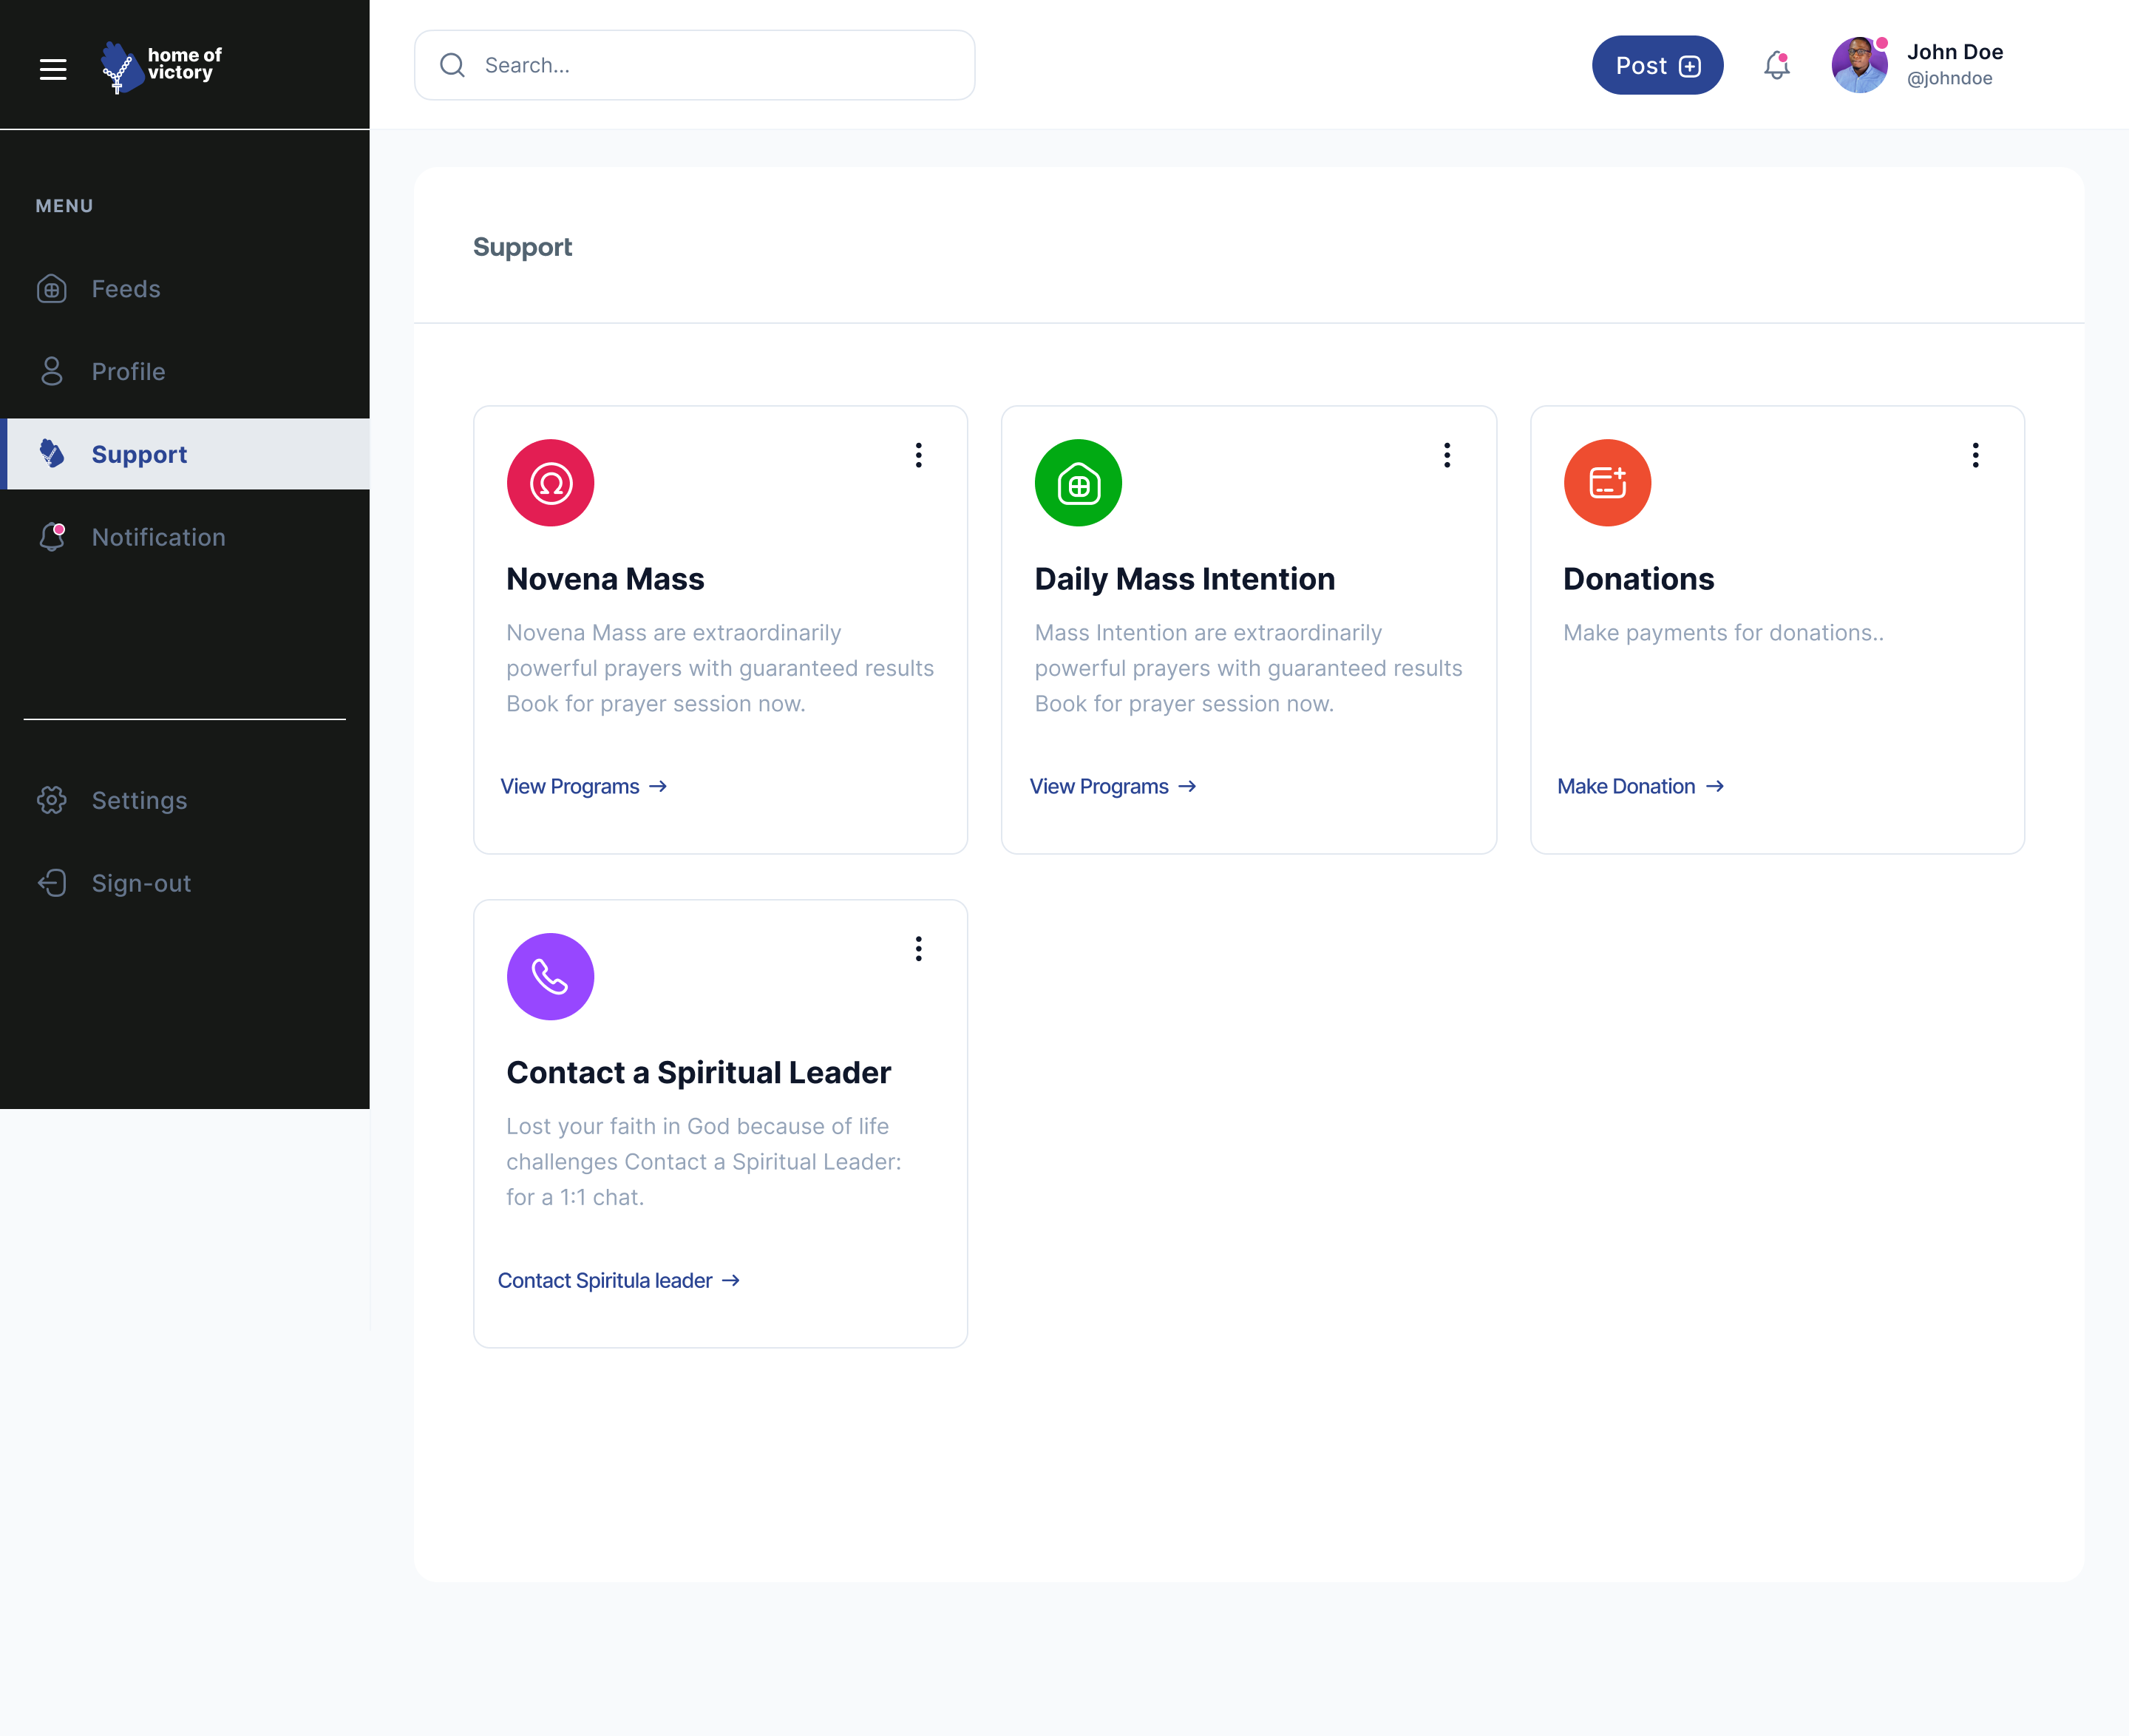 home of
victory
Search...
Post
John Doe
@johndoe
MENU
Feeds
Profile
Support
Notification
Settings
Sign-out
Support
Novena Mass
Novena Mass are extraordinarily
powerful prayers with guaranteed results
Book for prayer session now.
View Programs →
Daily Mass Intention
Mass Intention are extraordinarily
powerful prayers with guaranteed results
Book for prayer session now.
View Programs →
Donations
Make payments for donations..
Make Donation →
Contact a Spiritual Leader
Lost your faith in God because of life
challenges Contact a Spiritual Leader:
for a 1:1 chat.
Contact Spiritula leader →